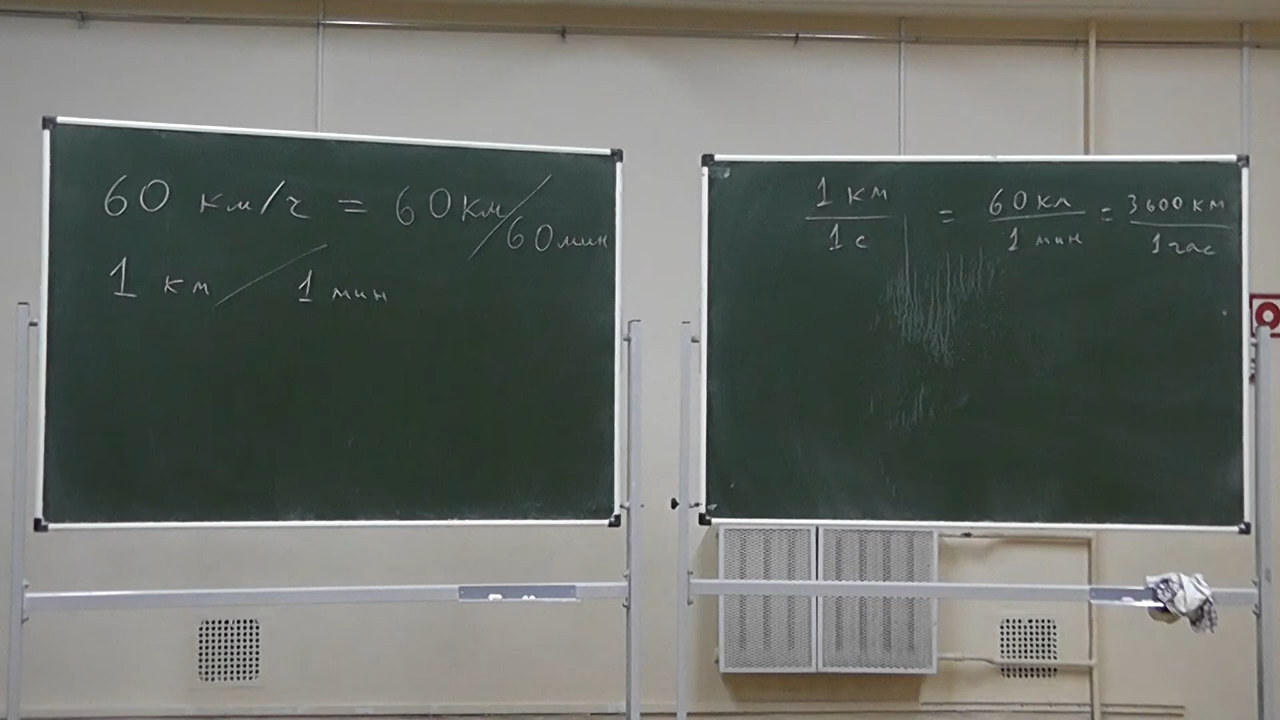 60 км/ч = 60 км/60 мин
1 км / 1 мин
1 км/1 с = 60 км/1 мин = 3600 км/1 час